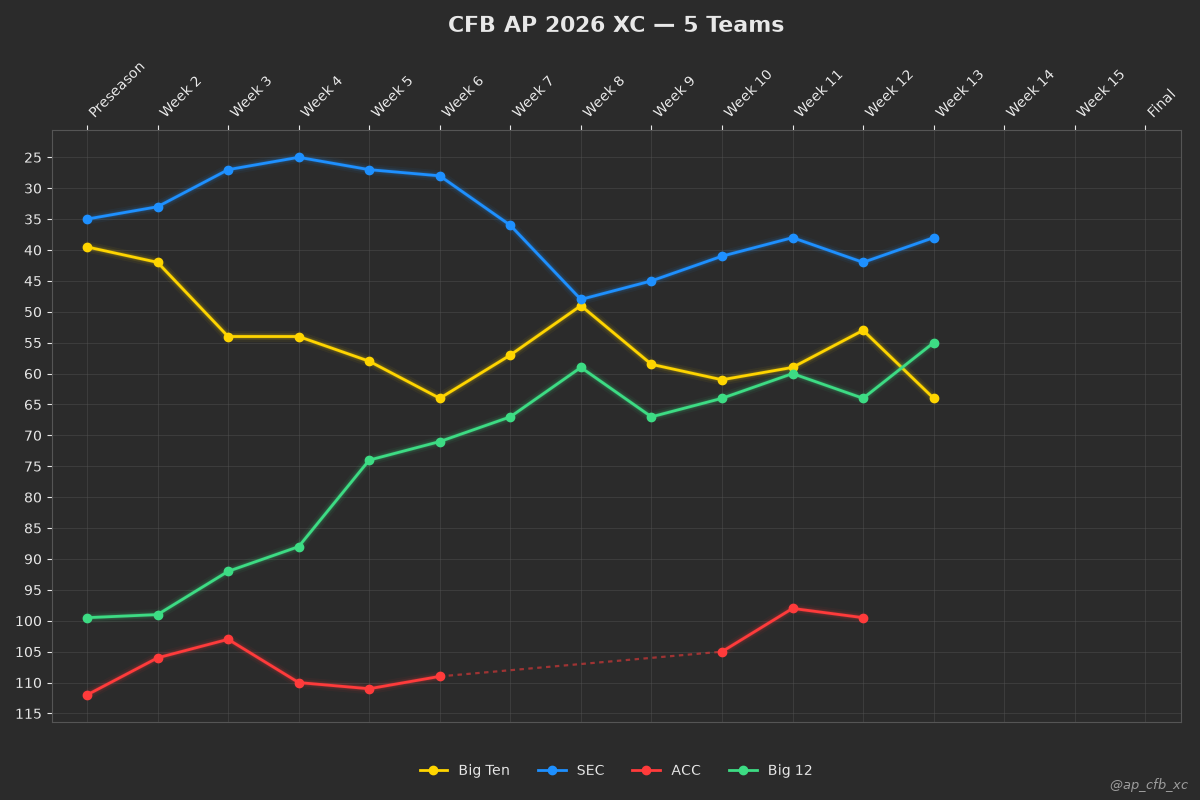 CFB AP 2026 XC — 5 Teams
Preseason
Week 2
Week 3
Week 4
Week 5
Week 6
Week 7
Week 8
Week 9
Week 10
Week 11
Week 12
Week 13
Week 14
Week 15
Final
25
30
35
40
45
50
55
60
65
70
75
80
85
90
95
100
105
110
115
Big Ten
SEC
ACC
Big 12
@ap_cfb_xc